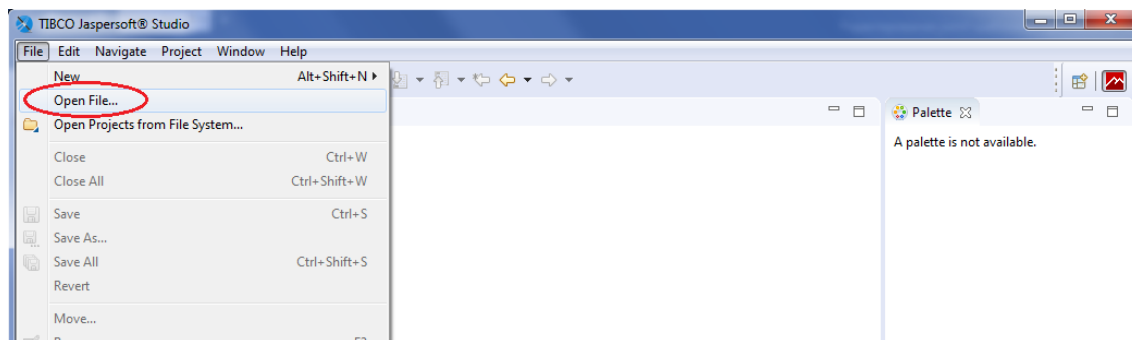 TIBCO Jaspersoft® Studio
File Edit Navigate Project Window Help
New Alt+Shift+N
Open File...
Palette
Open Projects from File System...
A palette is not available.
Close Ctrl+W
Close All Ctrl+Shift+W
Save Ctrl+S
Save As...
Save All Ctrl+Shift+S
Revert
Move...